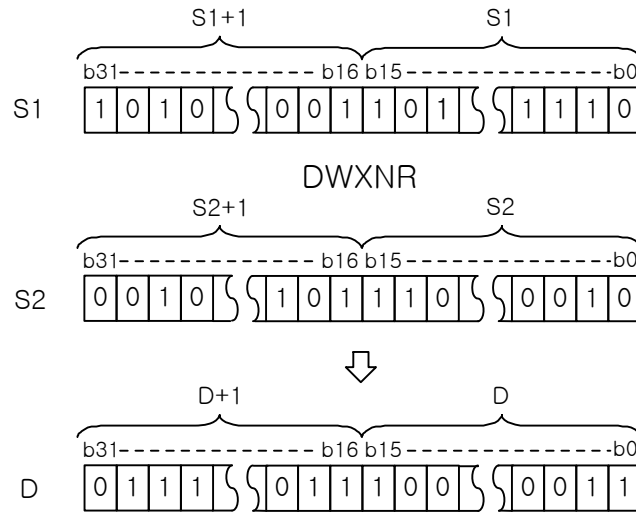 S1+1 S1
b31 b16 b15 b0
S1 1 0 1 0 0 0 1 1 0 1 1 1 1 0
DWXNR
S2+1 S2
b31 b16 b15 b0
S2 0 0 1 0 1 0 1 1 1 0 0 0 1 0
D+1 D
b31 b16 b15 b0
D 0 1 1 1 0 1 1 1 0 0 0 0 1 1